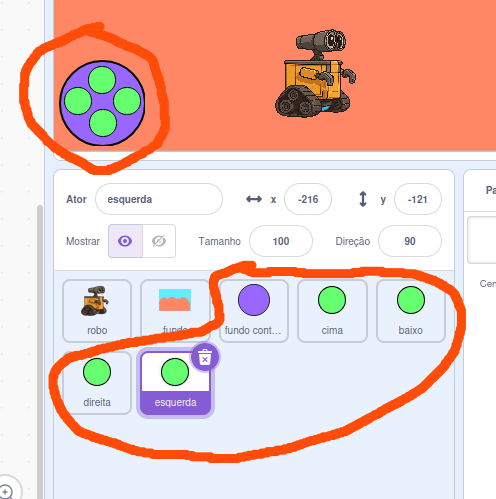 Ator esquerda x -216 y -121 Pa
Mostrar Tamanho 100 Direção 90
Cen
robo fundo fundo cont... cima baixo
direita esquerda